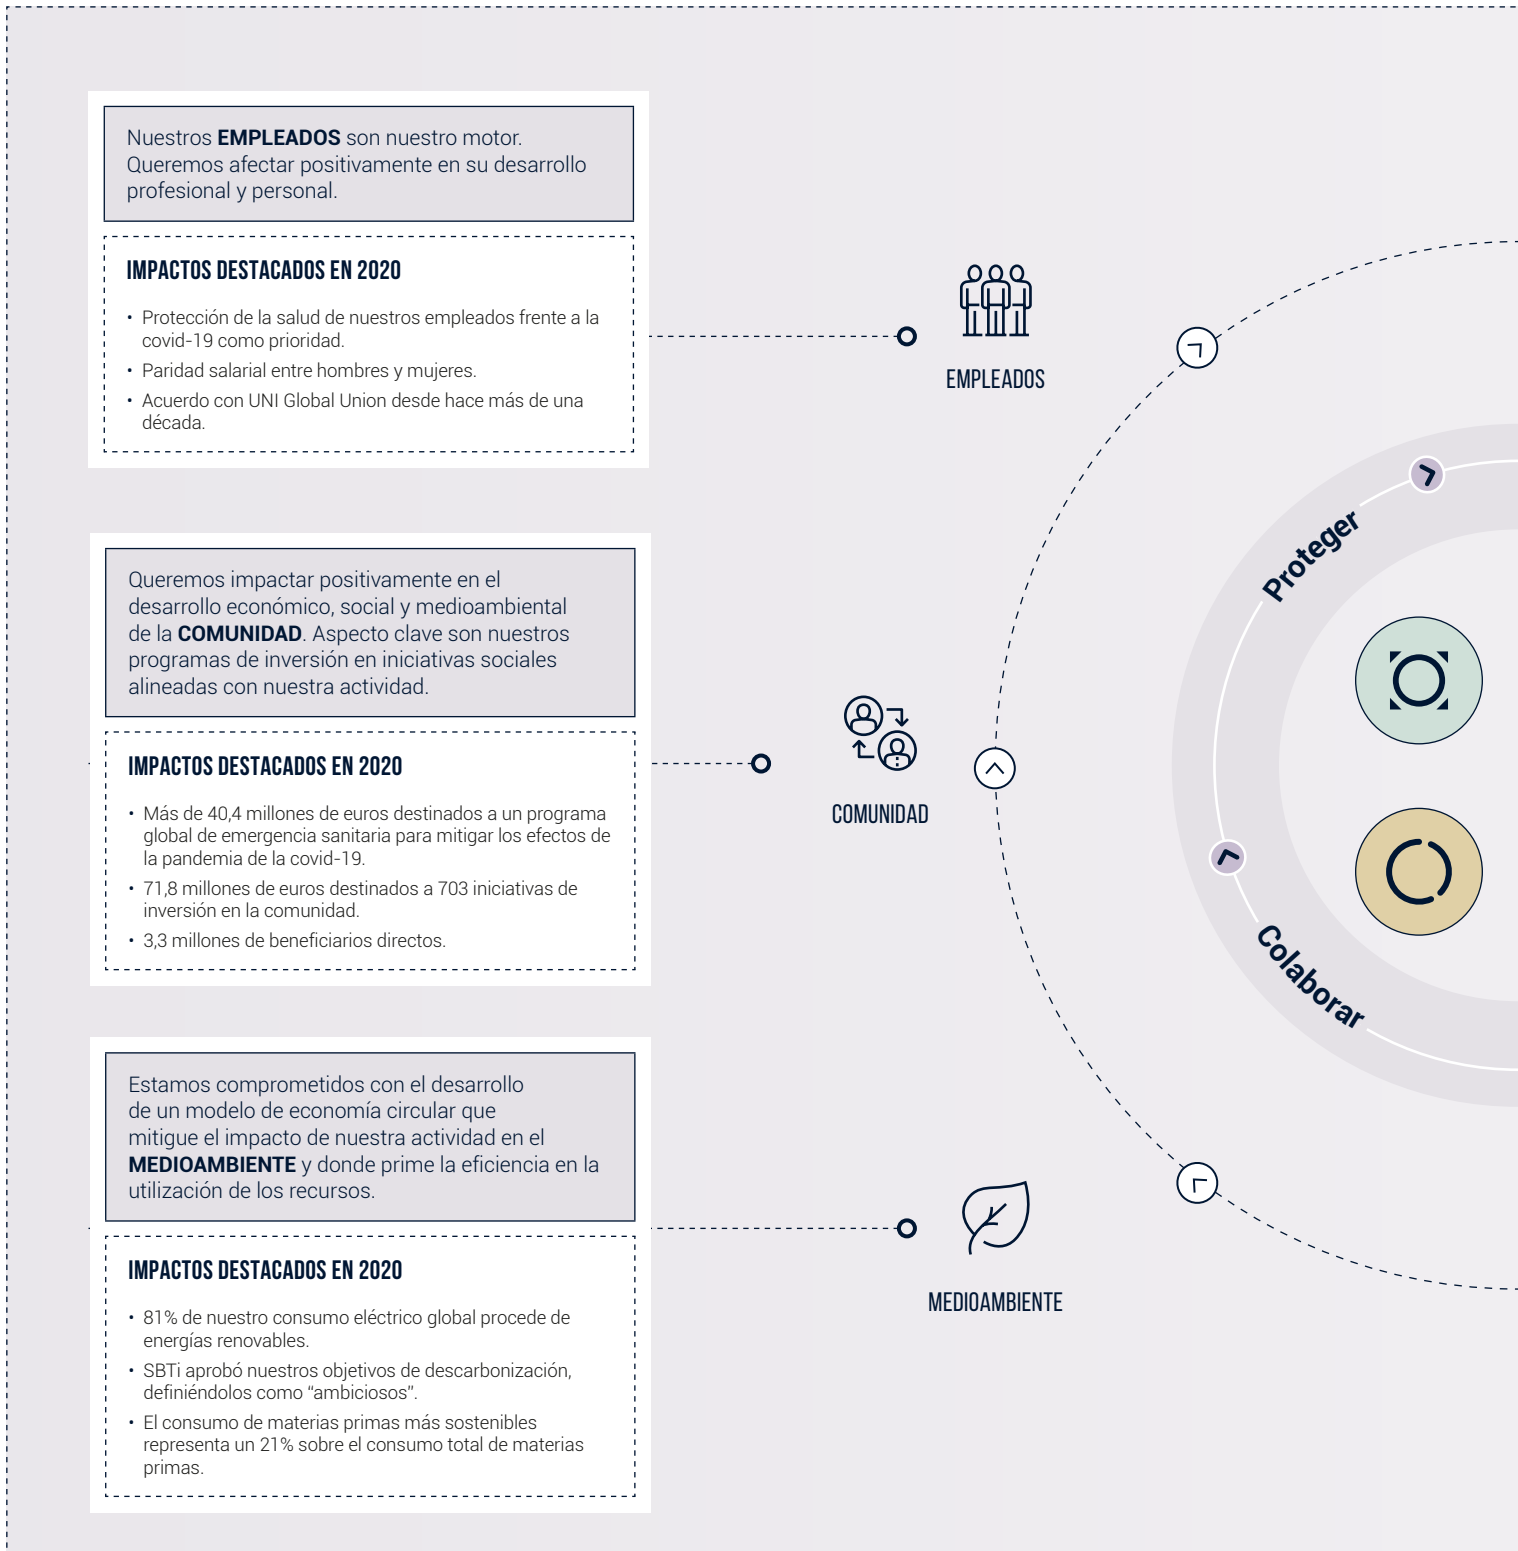 Nuestros EMPLEADOS son nuestro motor.
Queremos afectar positivamente en su desarrollo
profesional y personal.
IMPACTOS DESTACADOS EN 2020
• Protección de la salud de nuestros empleados frente a la
covid-19 como prioridad.
• Paridad salarial entre hombres y mujeres.
• Acuerdo con UNI Global Union desde hace más de una
década.
EMPLEADOS
Queremos impactar positivamente en el
desarrollo económico, social y medioambiental
de la COMUNIDAD. Aspecto clave son nuestros
programas de inversión en iniciativas sociales
alineadas con nuestra actividad.
IMPACTOS DESTACADOS EN 2020
• Más de 40,4 millones de euros destinados a un programa
global de emergencia sanitaria para mitigar los efectos de
la pandemia de la covid-19.
• 71,8 millones de euros destinados a 703 iniciativas de
inversión en la comunidad.
• 3,3 millones de beneficiarios directos.
COMUNIDAD
Estamos comprometidos con el desarrollo
de un modelo de economía circular que
mitigue el impacto de nuestra actividad en el
MEDIOAMBIENTE y donde prime la eficiencia en la
utilización de los recursos.
IMPACTOS DESTACADOS EN 2020
• 81% de nuestro consumo eléctrico global procede de
energías renovables.
• SBTi aprobó nuestros objetivos de descarbonización,
definiéndolos como “ambiciosos”.
• El consumo de materias primas más sostenibles
representa un 21% sobre el consumo total de materias
primas.
MEDIOAMBIENTE
Proteger
Colaborar